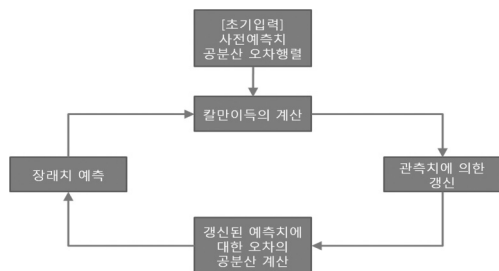 [초기입력]
사전예측치
공분산 오차행렬
칼만이득의 계산
장래치 예측
관측치에 의한
갱신
갱신된 예측치에
대한 오차의
공분산 계산